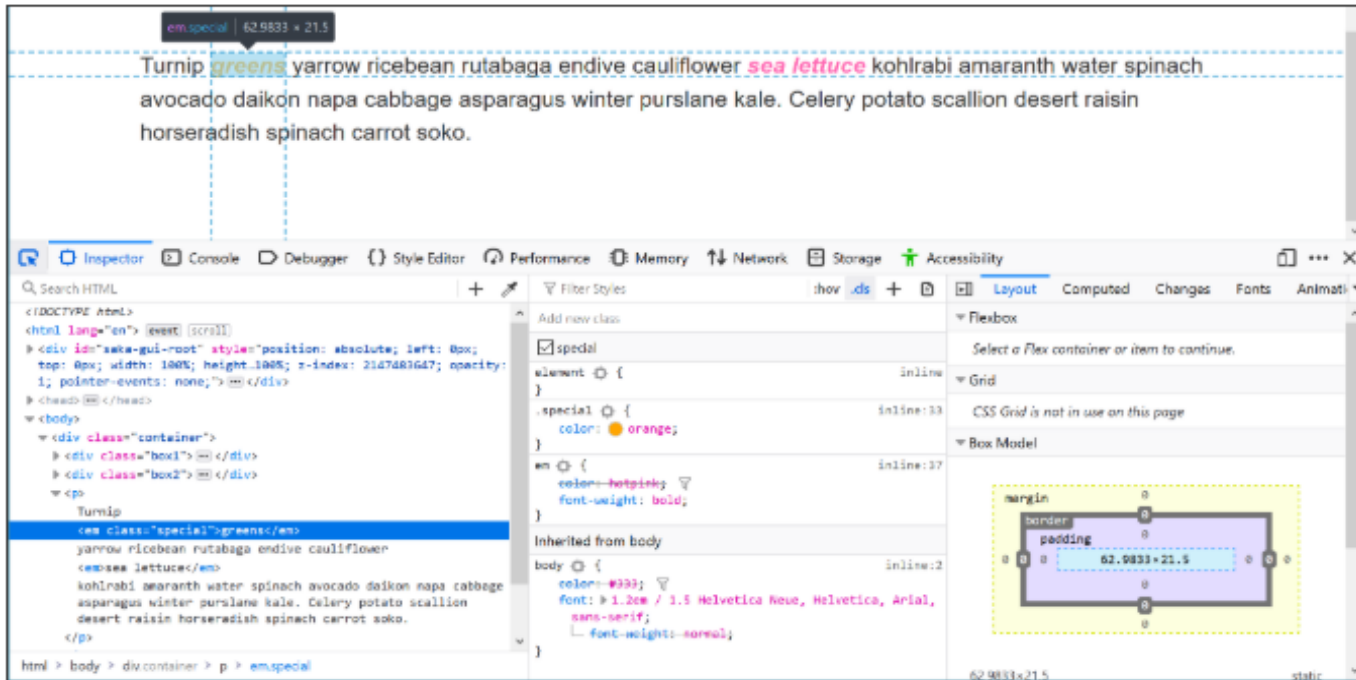 em.special | 62.9833 × 21.5
Turnip greens yarrow ricebean rutabaga endive cauliflower sea lettuce kohlrabi amaranth water spinach
avocado daikon napa cabbage asparagus winter purslane kale. Celery potato scallion desert raisin
horseradish spinach carrot soko.
Inspector Console Debugger {} Style Editor Performance Memory Network Storage Accessibility
Search HTML
<!DOCTYPE html>
<html lang="en"> event scroll
<div id="saka-gui-root" style="position: absolute; left: 0px;
top: 0px; width: 100%; height 100%; z-index: 2147483647; opacity:
1; pointer-events: none;"> </div>
<head> </head>
<body>
<div class="container">
<div class="box1"> </div>
<div class="box2"> </div>
<p>
Turnip
<em class="special">greens</em>
yarrow ricebean rutabaga endive cauliflower
<em>sea lettuce</em>
kohlrabi amaranth water spinach avocado daikon napa cabbage
asparagus winter purslane kale. Celery potato scallion
desert raisin horseradish spinach carrot soko.
</p>
html > body > div.container > p > em.special
Filter Styles :hov .cls +
Add new class
special
element { inline
}
.special { inline:33
color: orange;
}
em { inline:37
color: hotpink;
font-weight: bold;
}
Inherited from body
body { inline:2
color: #333;
font: 1.2em / 1.5 Helvetica Neue, Helvetica, Arial,
sans-serif;
font-weight: normal;
}
Layout Computed Changes Fonts Animati
Flexbox
Select a Flex container or item to continue.
Grid
CSS Grid is not in use on this page
Box Model
margin 0
border 0
padding 0
0 0 0 62.9833×21.5 0 0 0
0
0
0
62.9833×21.5 static